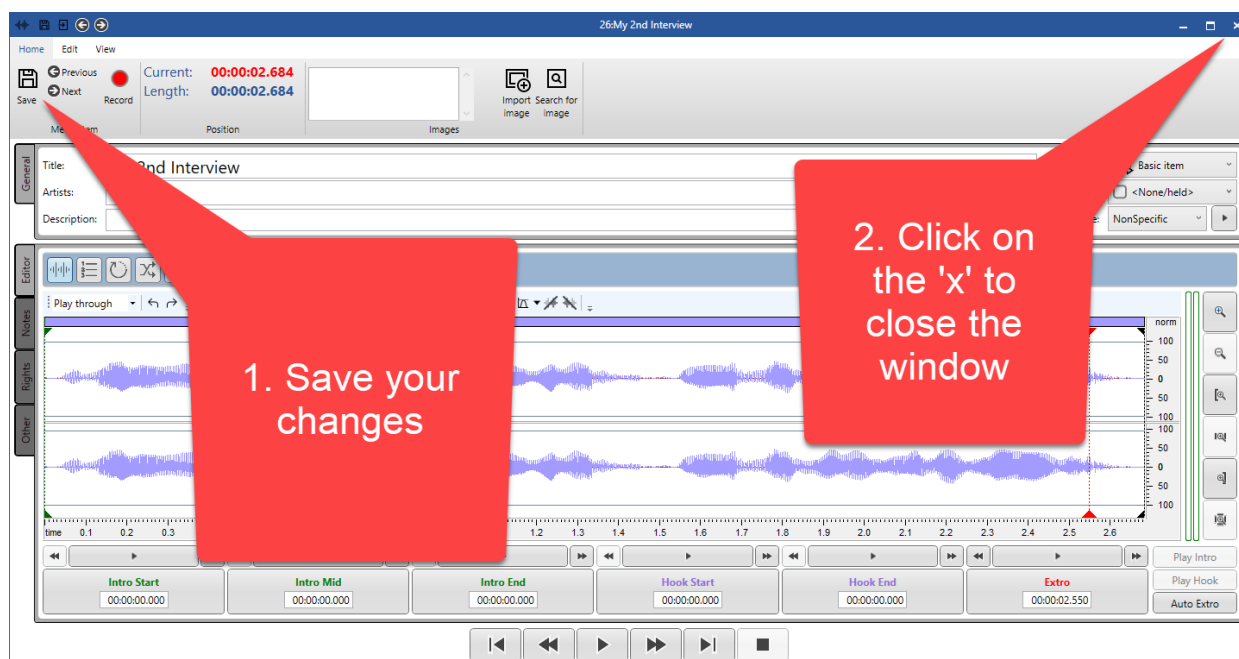 26:My 2nd Interview
Home Edit View
Save
Previous
Next
Record
Current: 00:00:02.684
Length: 00:00:02.684
Import image
Search for image
Position
Images
Title: 2nd Interview
Basic item
Artists:
<None/held>
Description:
NonSpecific
General
Editor
Notes
Rights
Other
Play through
norm
100
50
0
50
100
100
50
0
50
100
time 0.1 0.2 0.3 1.2 1.3 1.4 1.5 1.6 1.7 1.8 1.9 2.0 2.1 2.2 2.3 2.4 2.5 2.6
1. Save your
changes
2. Click on
the 'x' to
close the
window
Intro Start
00:00:00.000
Intro Mid
00:00:00.000
Intro End
00:00:00.000
Hook Start
00:00:00.000
Hook End
00:00:00.000
Extro
00:00:02.550
Play Intro
Play Hook
Auto Extro